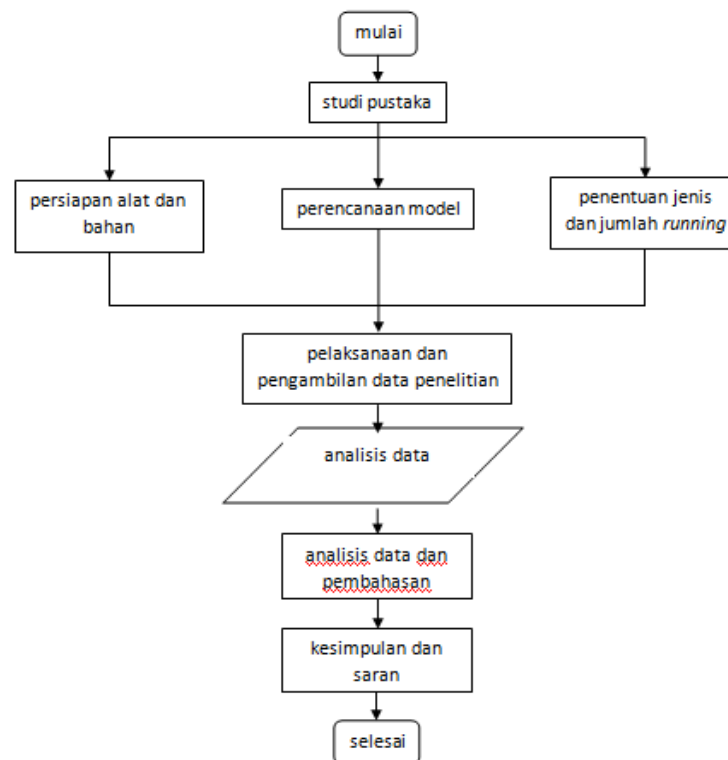 mulai
studi pustaka
persiapan alat dan
bahan
perencanaan model
penentuan jenis
dan jumlah running
pelaksanaan dan
pengambilan data penelitian
analisis data
analisis data dan
pembahasan
kesimpulan dan
saran
selesai